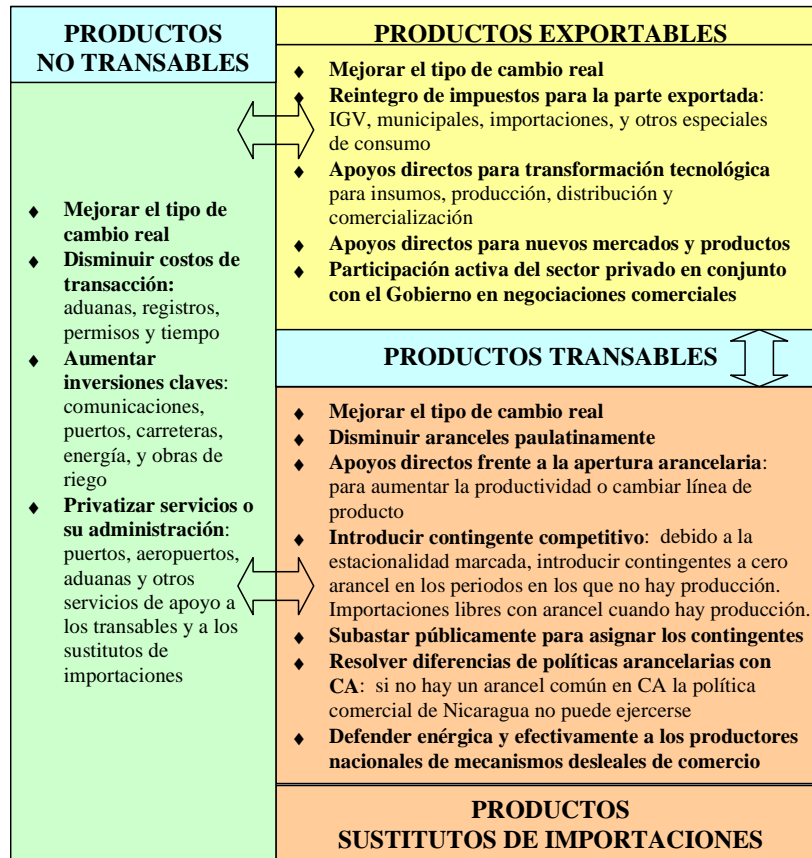 PRODUCTOS
NO TRANSABLES
♦ Mejorar el tipo de
cambio real
♦ Disminuir costos de
transacción:
aduanas, registros,
permisos y tiempo
♦ Aumentar
inversiones claves:
comunicaciones,
puertos, carreteras,
energía, y obras de
riego
♦ Privatizar servicios o
su administración:
puertos, aeropuertos,
aduanas y otros
servicios de apoyo a
los transables y a los
sustitutos de
importaciones
PRODUCTOS EXPORTABLES
♦ Mejorar el tipo de cambio real
♦ Reintegro de impuestos para la parte exportada:
IGV, municipales, importaciones, y otros especiales
de consumo
♦ Apoyos directos para transformación tecnológica
para insumos, producción, distribución y
comercialización
♦ Apoyos directos para nuevos mercados y productos
♦ Participación activa del sector privado en conjunto
con el Gobierno en negociaciones comerciales
PRODUCTOS TRANSABLES
♦ Mejorar el tipo de cambio real
♦ Disminuir aranceles paulatinamente
♦ Apoyos directos frente a la apertura arancelaria:
para aumentar la productividad o cambiar línea de
producto
♦ Introducir contingente competitivo: debido a la
estacionalidad marcada, introducir contingentes a cero
arancel en los periodos en los que no hay producción.
Importaciones libres con arancel cuando hay producción.
♦ Subastar públicamente para asignar los contingentes
♦ Resolver diferencias de políticas arancelarias con
CA: si no hay un arancel común en CA la política
comercial de Nicaragua no puede ejercerse
♦ Defender enérgica y efectivamente a los productores
nacionales de mecanismos desleales de comercio
PRODUCTOS
SUSTITUTOS DE IMPORTACIONES